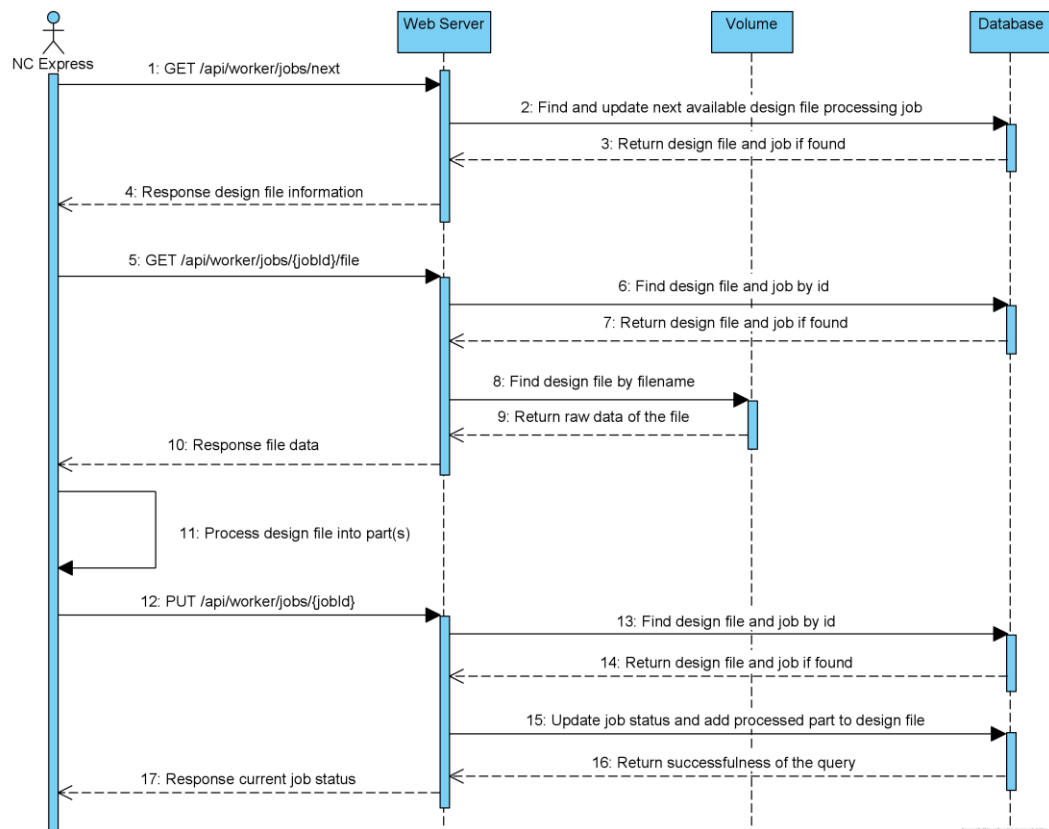 Web Server
Volume
Database
NC Express
1: GET /api/worker/jobs/next
2: Find and update next available design file processing job
3: Return design file and job if found
4: Response design file information
5: GET /api/worker/jobs/{jobId}/file
6: Find design file and job by id
7: Return design file and job if found
8: Find design file by filename
9: Return raw data of the file
10: Response file data
11: Process design file into part(s)
12: PUT /api/worker/jobs/{jobId}
13: Find design file and job by id
14: Return design file and job if found
15: Update job status and add processed part to design file
16: Return successfulness of the query
17: Response current job status